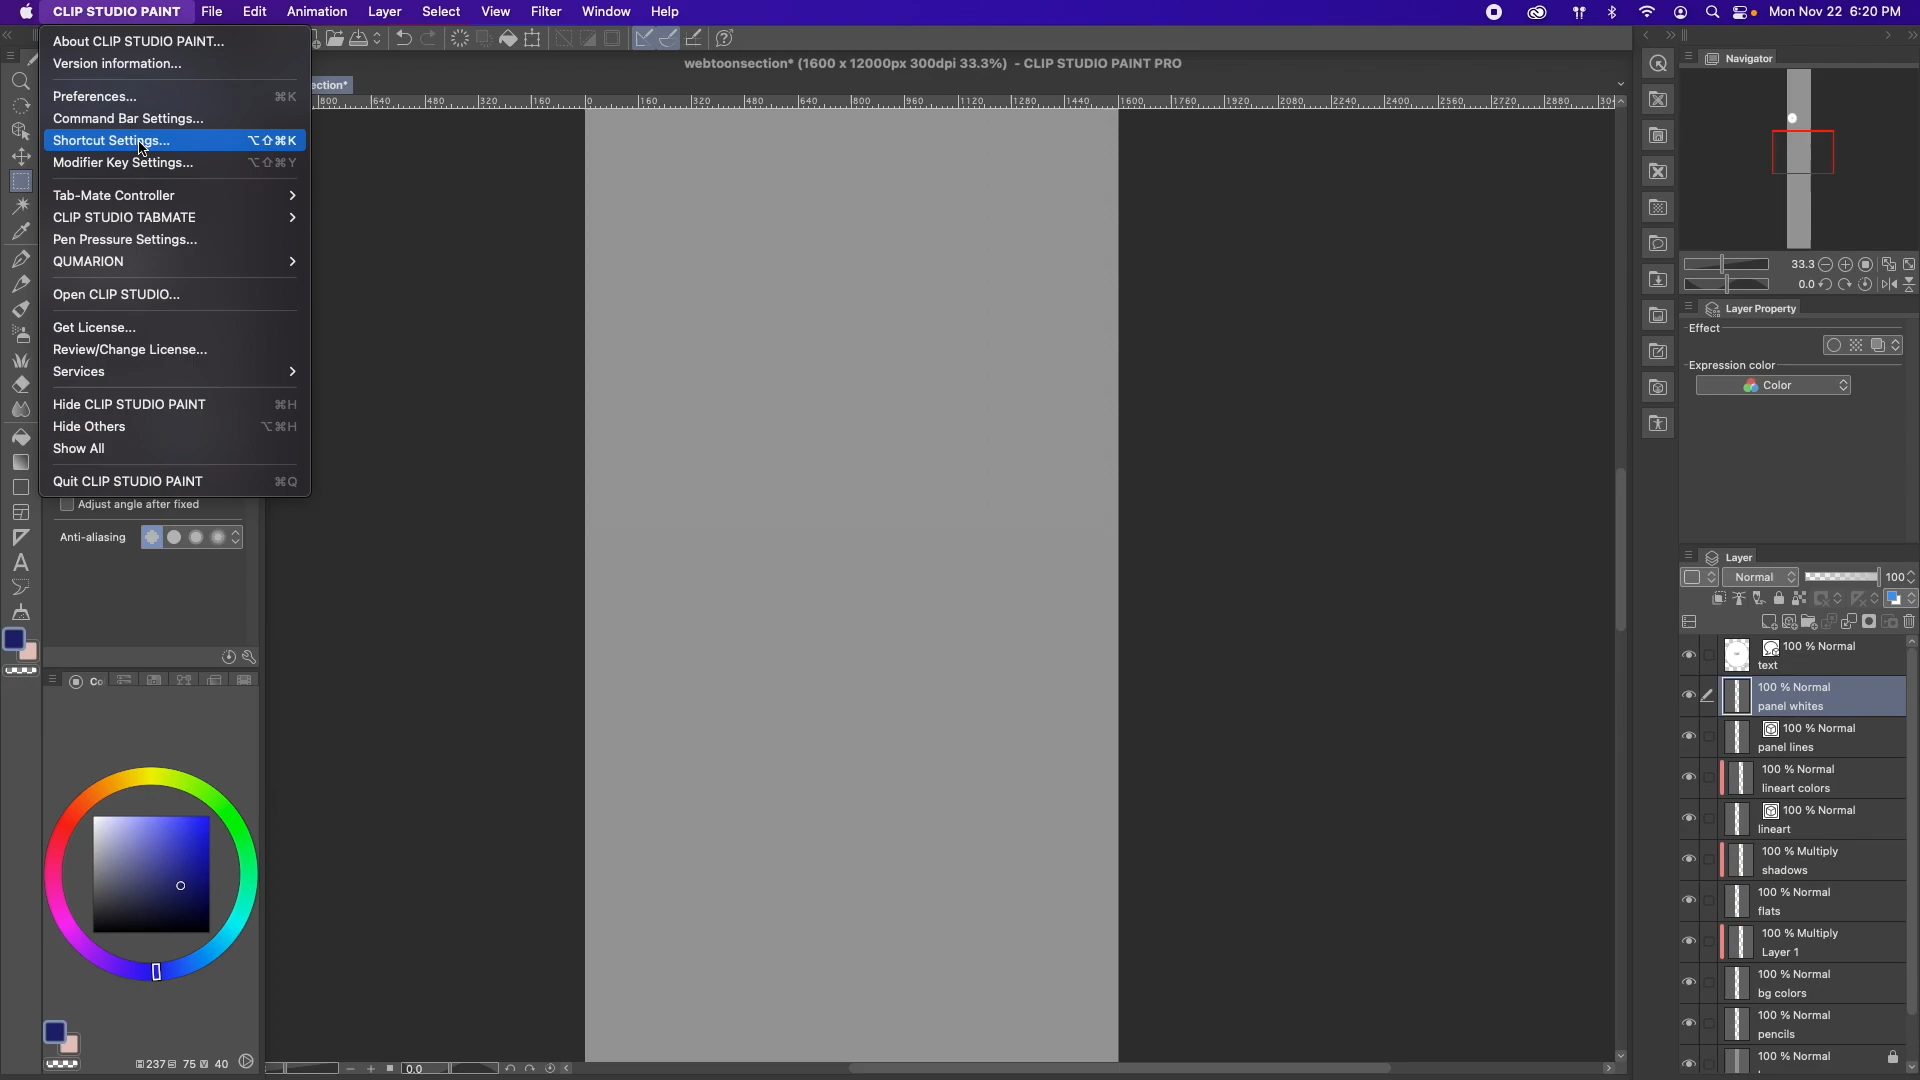 CLIP STUDIO PAINT File Edit Animation Layer Select View Filter Window Help Mon Nov 22 6:20 PM
About CLIP STUDIO PAINT...
Version information...
Preferences... ⌘K
Command Bar Settings...
Shortcut Settings... ⌥⇧⌘K
Modifier Key Settings... ⌥⇧⌘Y
Tab-Mate Controller
CLIP STUDIO TABMATE
Pen Pressure Settings...
QUMARION
Open CLIP STUDIO...
Get License...
Review/Change License...
Services
Hide CLIP STUDIO PAINT ⌘H
Hide Others ⌥⌘H
Show All
Quit CLIP STUDIO PAINT ⌘Q
Adjust angle after fixed
Anti-aliasing
Co
237 75 40
webtoonsection* (1600 x 12000px 300dpi 33.3%) - CLIP STUDIO PAINT PRO
ection*
800 640 480 320 160 0 160 320 480 640 800 960 1120 1280 1440 1600 1760 1920 2080 2240 2400 2560 2720 2880 30
0.0
Navigator
33.3
0.0
Layer Property
Effect
Expression color
Color
Layer
Normal 100
100 % Normal
text
100 % Normal
panel whites
100 % Normal
panel lines
100 % Normal
lineart colors
100 % Normal
lineart
100 % Multiply
shadows
100 % Normal
flats
100 % Multiply
Layer 1
100 % Normal
bg colors
100 % Normal
pencils
100 % Normal